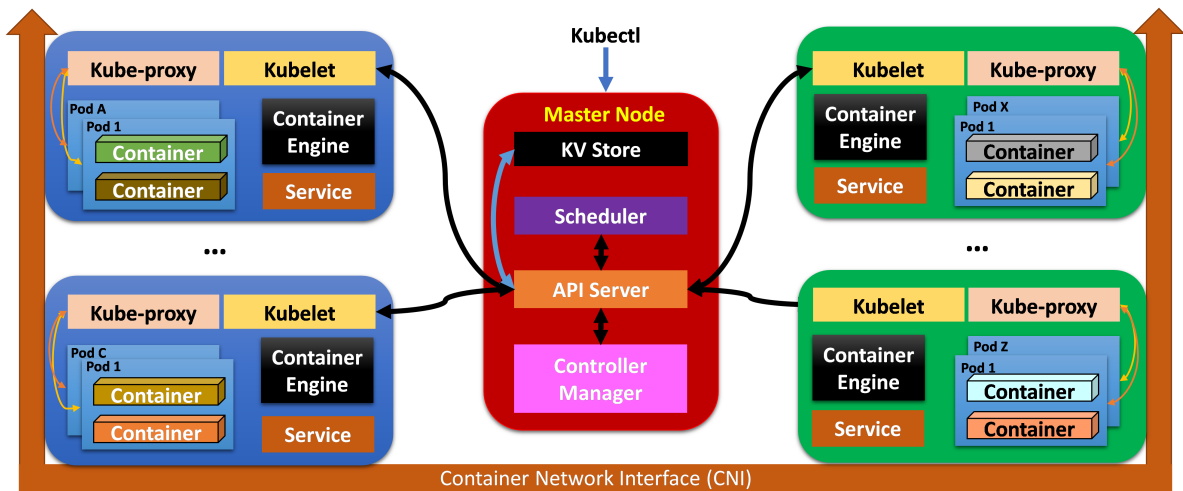 Kubectl
Kube-proxy
Kubelet
Pod A
Pod 1
Container
Container
Container
Engine
Service
...
Kube-proxy
Kubelet
Pod C
Pod 1
Container
Container
Container
Engine
Service
Master Node
KV Store
Scheduler
API Server
Controller
Manager
Kubelet
Kube-proxy
Container
Engine
Service
Pod X
Pod 1
Container
Container
...
Kubelet
Kube-proxy
Container
Engine
Service
Pod Z
Pod 1
Container
Container
Container Network Interface (CNI)